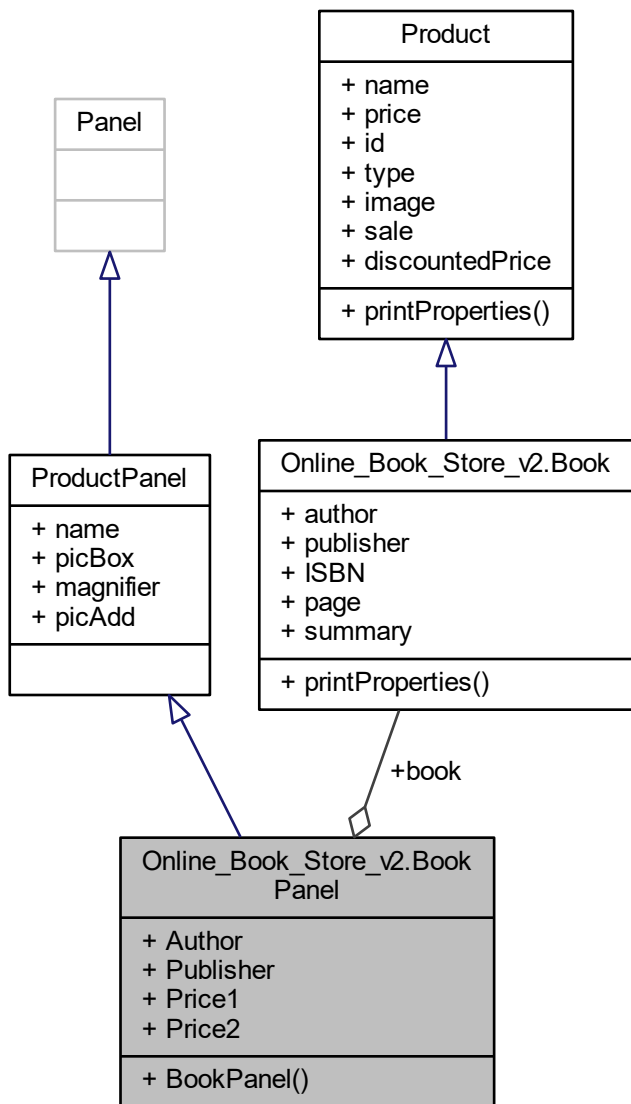 Product
+ name
+ price
+ id
+ type
+ image
+ sale
+ discountedPrice
+ printProperties()
Panel
ProductPanel
+ name
+ picBox
+ magnifier
+ picAdd
Online_Book_Store_v2.Book
+ author
+ publisher
+ ISBN
+ page
+ summary
+ printProperties()
+book
Online_Book_Store_v2.Book
Panel
+ Author
+ Publisher
+ Price1
+ Price2
+ BookPanel()